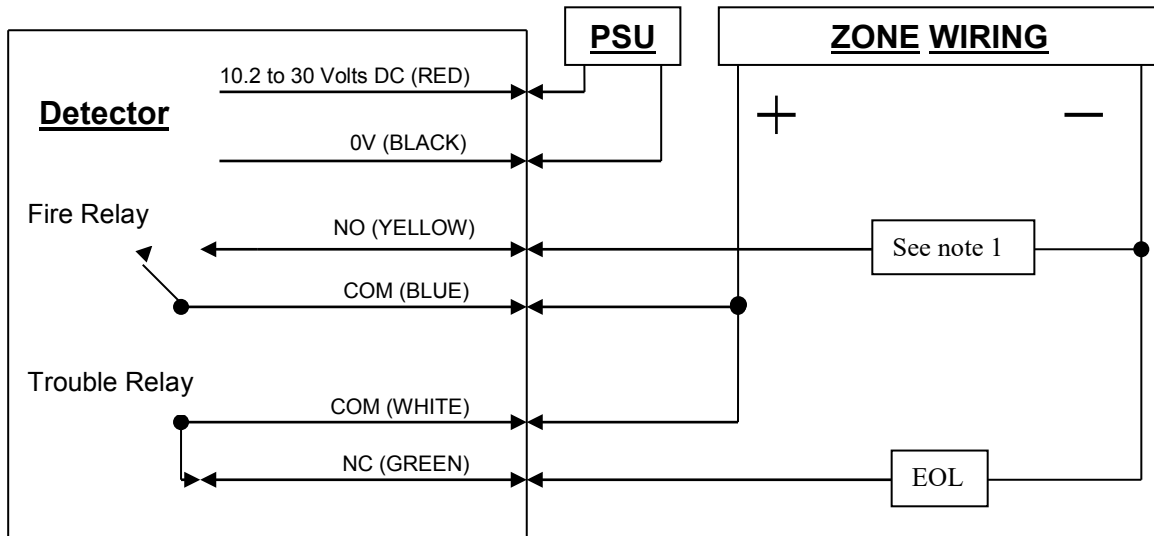 PSU
ZONE WIRING
10.2 to 30 Volts DC (RED)
+
—
Detector
0V (BLACK)
Fire Relay
NO (YELLOW)
See note 1
COM (BLUE)
Trouble Relay
COM (WHITE)
NC (GREEN)
EOL